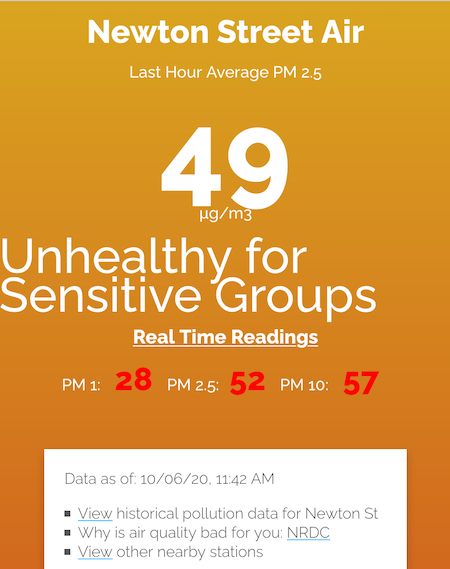 Newton Street Air
Last Hour Average PM 2.5
49
µg/m3
Unhealthy for
Sensitive Groups
Real Time Readings
PM 1: 28 PM 2.5: 52 PM 10: 57
Data as of: 10/06/20, 11:42 AM
View historical pollution data for Newton St
Why is air quality bad for you: NRDC
View other nearby stations